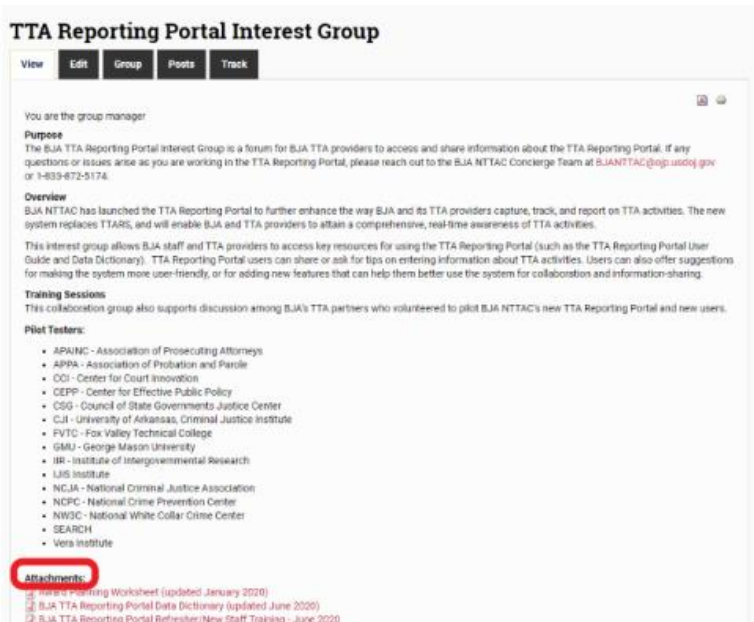 TTA Reporting Portal Interest Group
View Edit Group Posts Track
You are the group manager
Purpose
The BJA TTA Reporting Portal Interest Group is a forum for BJA TTA providers to access and share information about the TTA Reporting Portal. If any
questions or issues arise as you are working in the TTA Reporting Portal, please reach out to the BJA NTTAC Concierge Team at BJANTTAC@ojp.usdoj.gov
or 1-833-872-5174.
Overview
BJA NTTAC has launched the TTA Reporting Portal to further enhance the way BJA and its TTA providers capture, track, and report on TTA activities. The new
system replaces TTARS, and will enable BJA and TTA providers to attain a comprehensive, real-time awareness of TTA activities.
This interest group allows BJA staff and TTA providers to access key resources for using the TTA Reporting Portal (such as the TTA Reporting Portal User
Guide and Data Dictionary). TTA Reporting Portal users can share or ask for tips on entering information about TTA activities. Users can also offer suggestions
for making the system more user-friendly, or for adding new features that can help them better use the system for collaboration and information-sharing.
Training Sessions
This collaboration group also supports discussion among BJA's TTA partners who volunteered to pilot BJA NTTAC's new TTA Reporting Portal and new users.
Pilot Testers:
• APAINC - Association of Prosecuting Attorneys
• APPA - Association of Probation and Parole
• CCI - Center for Court Innovation
• CEPP - Center for Effective Public Policy
• CSG - Council of State Governments Justice Center
• CJI - University of Arkansas, Criminal Justice Institute
• FVTC - Fox Valley Technical College
• GMU - George Mason University
• IIR - Institute of Intergovernmental Research
• IJIS Institute
• NCJA - National Criminal Justice Association
• NCPC - National Crime Prevention Center
• NW3C - National White Collar Crime Center
• SEARCH
• Vera Institute
Attachments:
Award Planning Worksheet (updated January 2020)
BJA TTA Reporting Portal Data Dictionary (updated June 2020)
BJA TTA Reporting Portal Refresher/New Staff Training - June 2020